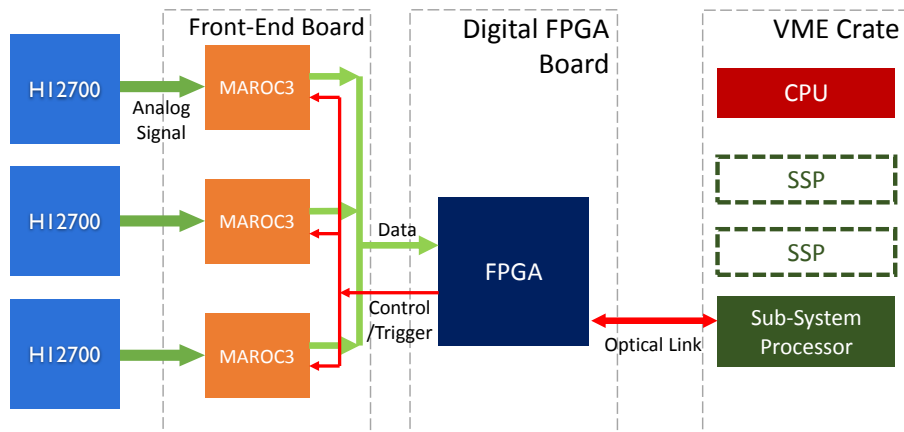 Front-End Board
Digital FPGA
Board
VME Crate
H12700
Analog
Signal
MAROC3
H12700
MAROC3
H12700
MAROC3
Data
Control
/Trigger
FPGA
Optical Link
CPU
SSP
SSP
Sub-System
Processor